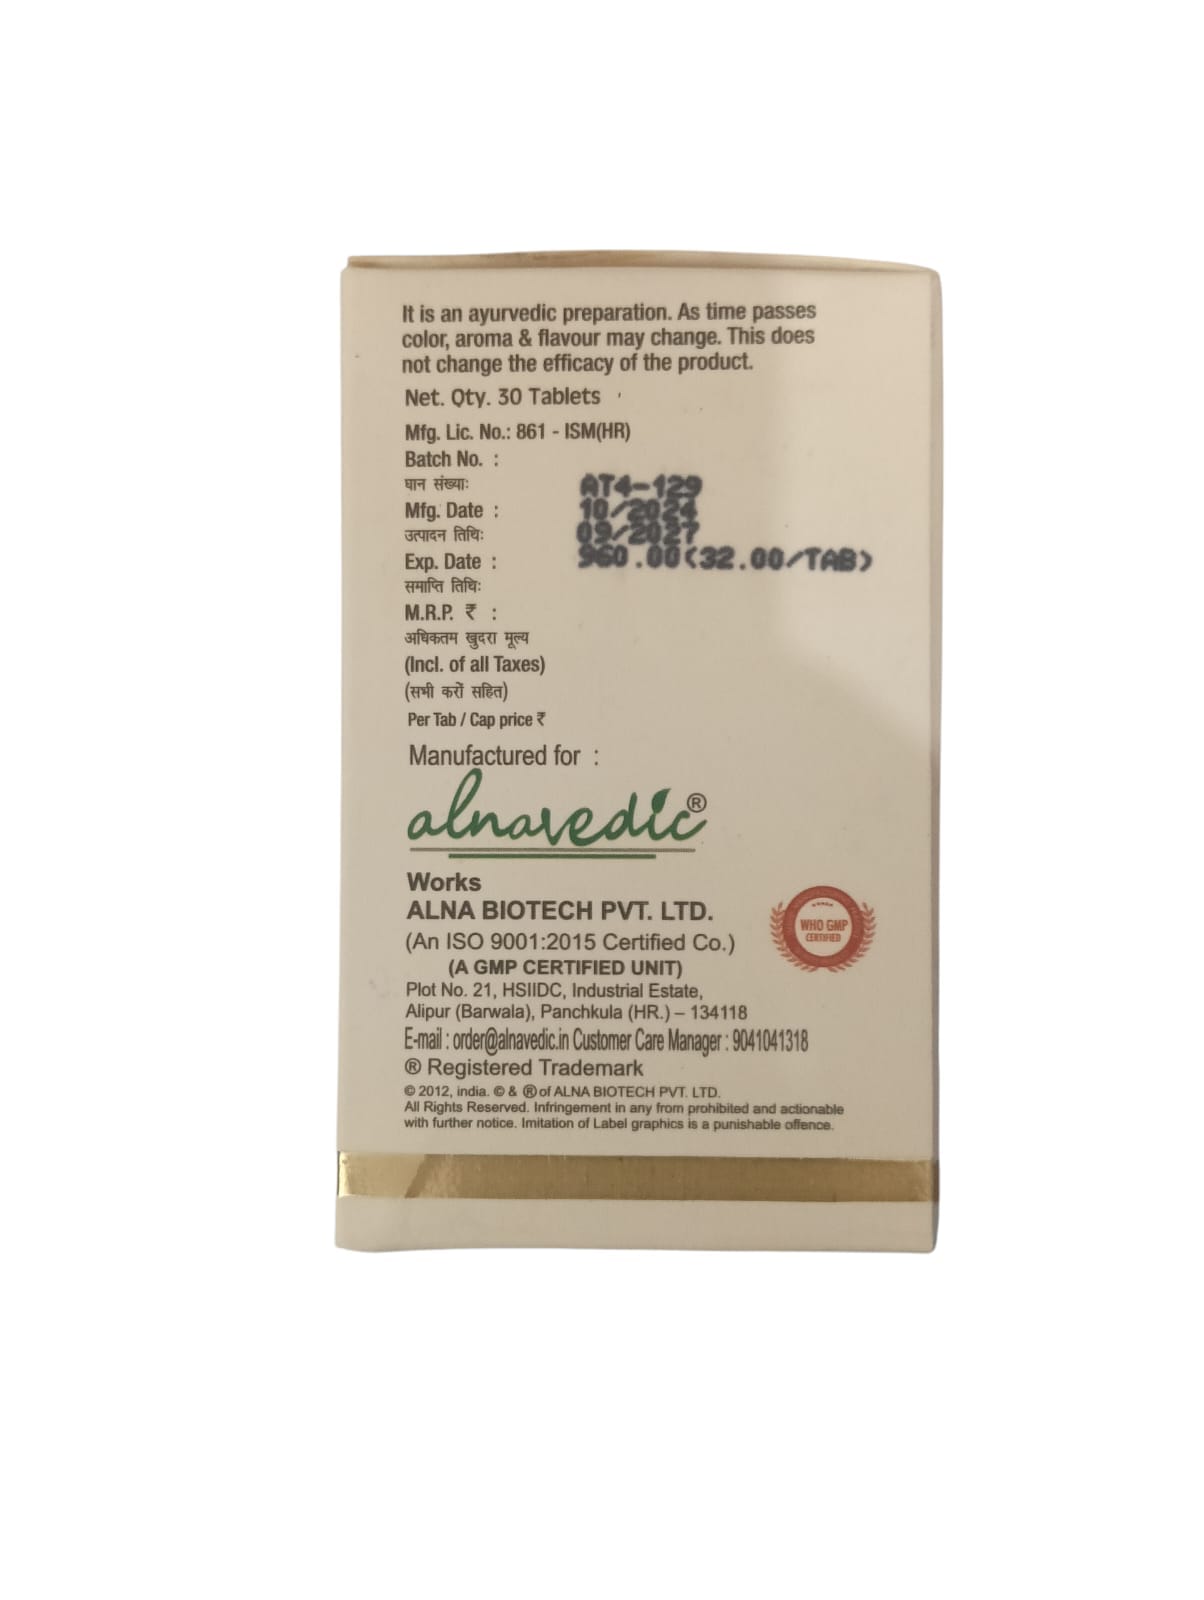 It is an ayurvedic preparation. As time passes
color, aroma & flavour may change. This does
not change the efficacy of the product.
Net. Qty. 30 Tablets
Mfg. Lic. No.: 861 - ISM(HR)
Batch No. :
घान संख्याः
AT4-129
Mfg. Date :
10/2024
उत्पादन तिथिः
09/2027
Exp. Date :
960.00(32.00/TAB)
समाप्ति तिथिः
M.R.P. ₹ :
अधिकतम खुदरा मूल्य
(Incl. of all Taxes)
(सभी करों सहित)
Per Tab / Cap price ₹
Manufactured for :
alnavedic®
Works
ALNA BIOTECH PVT. LTD.
(An ISO 9001:2015 Certified Co.)
(A GMP CERTIFIED UNIT)
WHO GMP
CERTIFIED
Plot No. 21, HSIIDC, Industrial Estate,
Alipur (Barwala), Panchkula (HR.) – 134118
E-mail : order@alnavedic.in Customer Care Manager : 9041041318
® Registered Trademark
© 2012, india. © & ® of ALNA BIOTECH PVT. LTD.
All Rights Reserved. Infringement in any from prohibited and actionable
with further notice. Imitation of Label graphics is a punishable offence.